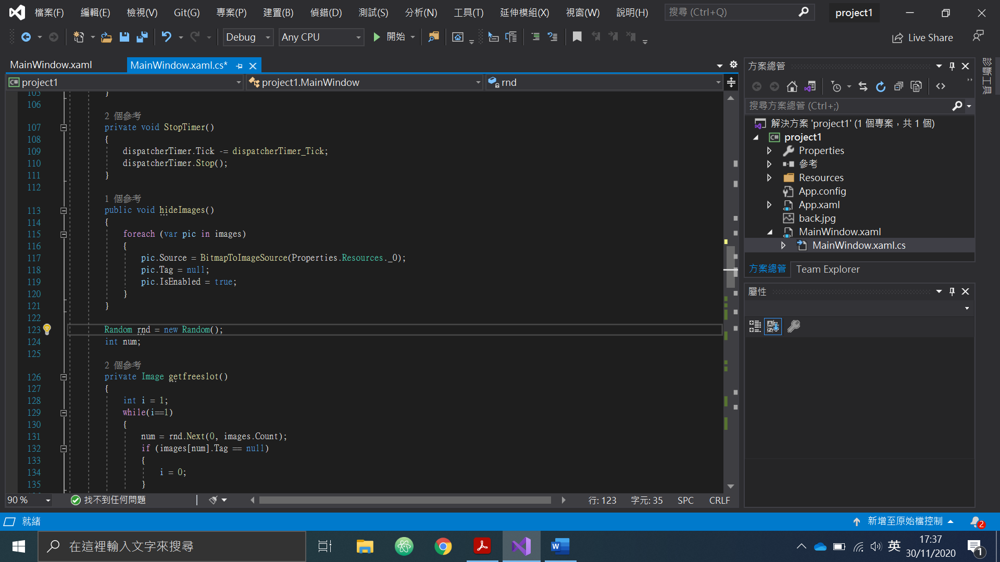 檔案(F) 編輯(E) 檢視(V) Git(G) 專案(P) 建置(B) 偵錯(D) 測試(S) 分析(N) 工具(T) 延伸模組(X) 視窗(W) 說明(H) 搜尋 (Ctrl+Q) project1
Debug Any CPU 開始 Live Share
MainWindow.xaml MainWindow.xaml.cs*
project1 project1.MainWindow rnd
105 }
106
2 個參考
107 private void StopTimer()
108 {
109 dispatcherTimer.Tick -= dispatcherTimer_Tick;
110 dispatcherTimer.Stop();
111 }
112
1 個參考
113 public void hideImages()
114 {
115 foreach (var pic in images)
116 {
117 pic.Source = BitmapToImageSource(Properties.Resources._0);
118 pic.Tag = null;
119 pic.IsEnabled = true;
120 }
121 }
122
123 Random rnd = new Random();
124 int num;
125
2 個參考
126 private Image getfreeslot()
127 {
128 int i = 1;
129 while(i==1)
130 {
131 num = rnd.Next(0, images.Count);
132 if (images[num].Tag == null)
133 {
134 i = 0;
135 }
90 % 找不到任何問題 行: 123 字元: 35 SPC CRLF
方案總管
搜尋方案總管 (Ctrl+;)
解決方案 'project1' (1 個專案，共 1 個)
C# project1
Properties
參考
Resources
App.config
App.xaml
back.jpg
MainWindow.xaml
MainWindow.xaml.cs
方案總管 Team Explorer
屬性
診斷工具
就緒 新增至原始檔控制 2
在這裡輸入文字來搜尋 英 17:37
30/11/2020 1